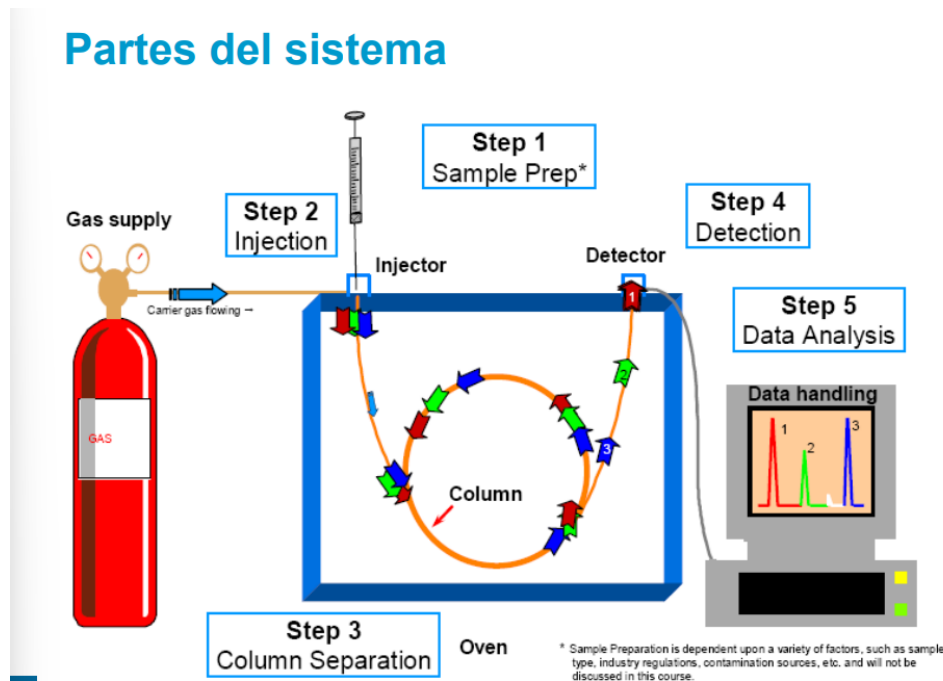 Partes del sistema
Step 1
Sample Prep*
Step 2
Injection
Step 4
Detection
Gas supply
Injector
Detector
Carrier gas flowing →
1
Step 5
Data Analysis
2
Data handling
1
2
3
GAS
3
Column
Step 3
Column Separation
Oven
* Sample Preparation is dependent upon a variety of factors, such as sample
type, industry regulations, contamination sources, etc. and will not be
discussed in this course.